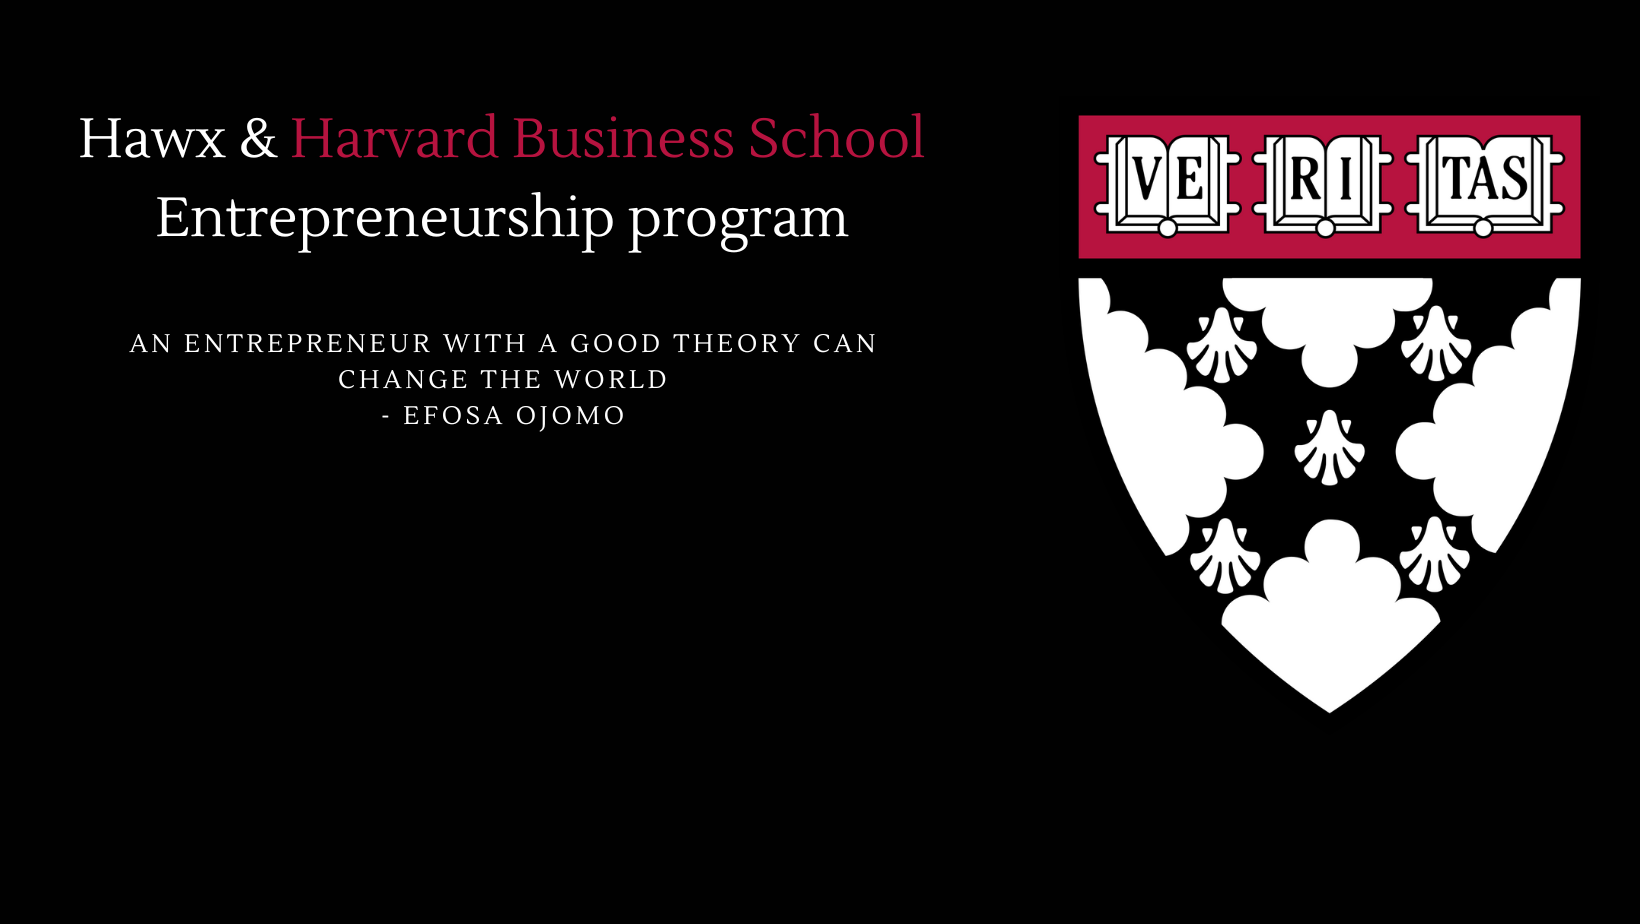 Hawx & Harvard Business School
Entrepreneurship program
AN ENTREPRENEUR WITH A GOOD THEORY CAN
CHANGE THE WORLD
- EFOSA OJOMO
VE RI TAS